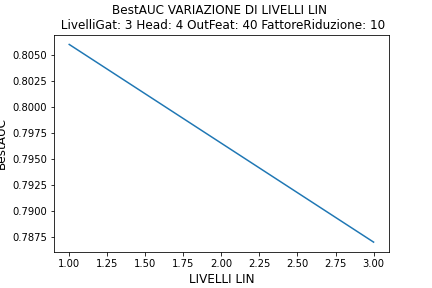 BestAUC VARIAZIONE DI LIVELLI LIN
LivelliGat: 3 Head: 4 OutFeat: 40 FattoreRiduzione: 10
BestAUC
0.8050
0.8025
0.8000
0.7975
0.7950
0.7925
0.7900
0.7875
1.00 1.25 1.50 1.75 2.00 2.25 2.50 2.75 3.00
LIVELLI LIN